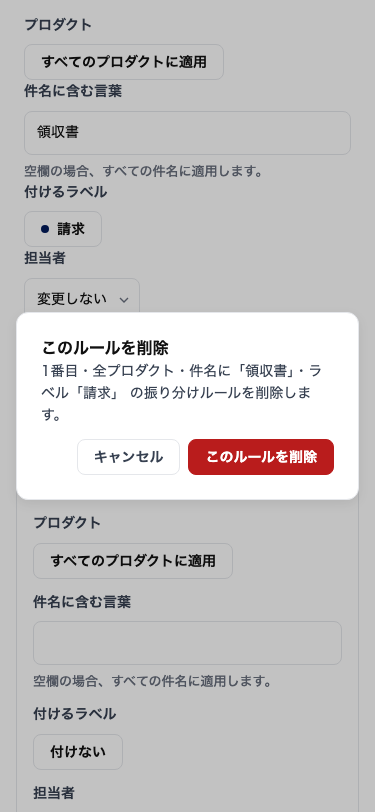 プロダクト
すべてのプロダクトに適用
件名に含む言葉
領収書
空欄の場合、すべての件名に適用します。
付けるラベル
請求
担当者
変更しない
このルールを削除
1番目・全プロダクト・件名に「領収書」・ラ
ベル「請求」 の振り分けルールを削除しま
す。
キャンセル
このルールを削除
プロダクト
すべてのプロダクトに適用
件名に含む言葉
空欄の場合、すべての件名に適用します。
付けるラベル
付けない
担当者